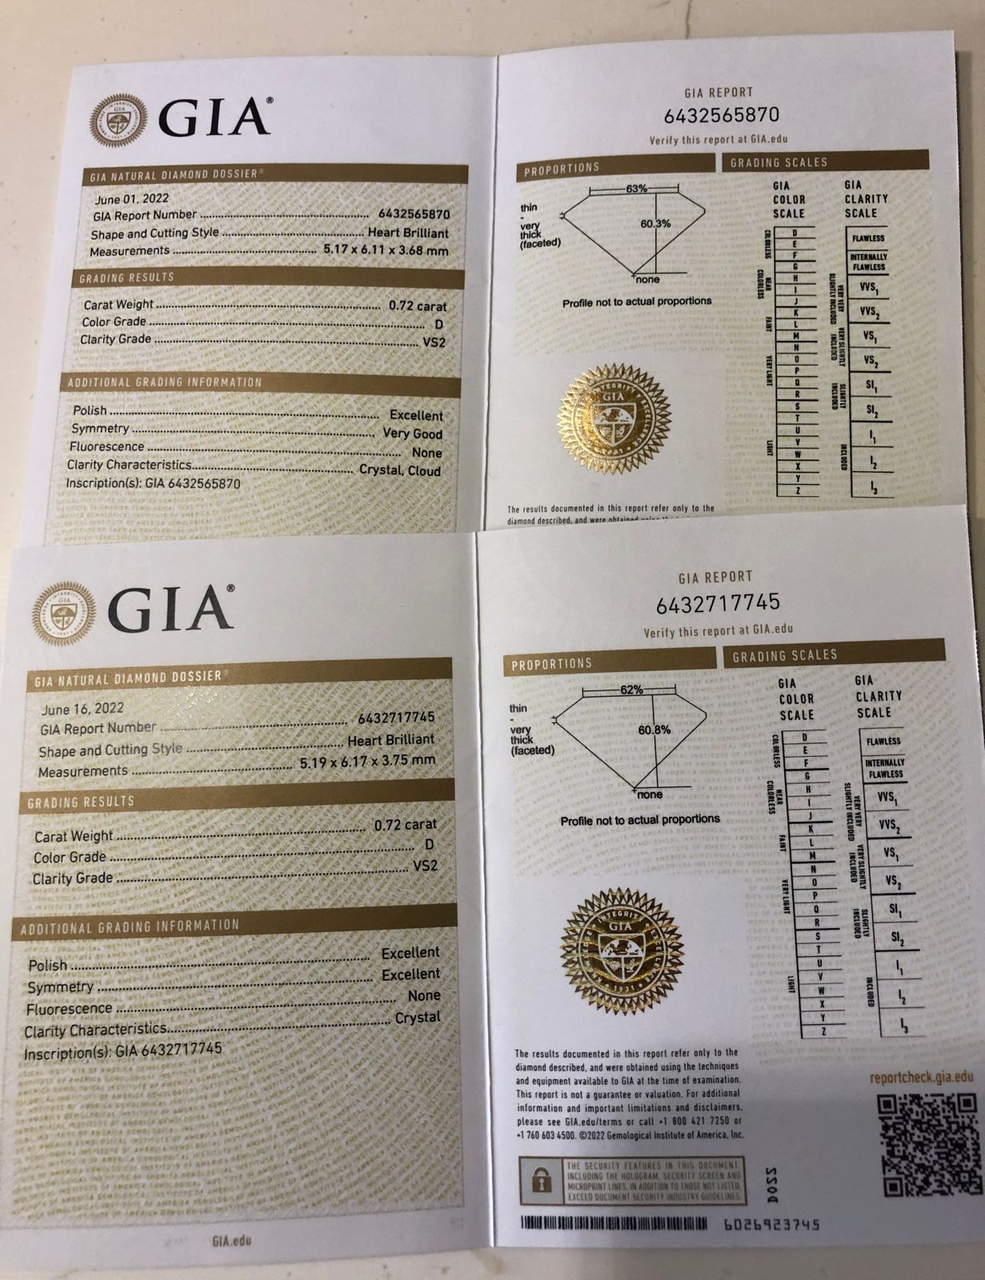 GIA®
GIA NATURAL DIAMOND DOSSIER®
June 01, 2022
GIA Report Number 6432565870
Shape and Cutting Style Heart Brilliant
Measurements 5.17 x 6.11 x 3.68 mm
GRADING RESULTS
Carat Weight 0.72 carat
Color Grade D
Clarity Grade VS2
ADDITIONAL GRADING INFORMATION
Polish Excellent
Symmetry Very Good
Fluorescence None
Clarity Characteristics Crystal, Cloud
Inscription(s): GIA 6432565870
GIA REPORT
6432565870
Verify this report at GIA.edu
PROPORTIONS
63%
thin
-
very
thick
(faceted)
60.3%
none
Profile not to actual proportions
GIA
The results documented in this report refer only to the
diamond described, and were obtained using
GRADING SCALES
GIA
COLOR
SCALE
COLORLESS
D
E
F
NEAR COLORLESS
G
H
I
J
FAINT
K
L
M
VERY LIGHT
N
O
P
Q
R
LIGHT
S
T
U
V
W
X
Y
Z
GIA
CLARITY
SCALE
FLAWLESS
INTERNALLY
FLAWLESS
VERY VERY SLIGHTLY INCLUDED
VVS1
VVS2
VERY SLIGHTLY INCLUDED
VS1
VS2
SLIGHTLY INCLUDED
SI1
SI2
INCLUDED
I1
I2
I3
GIA®
GIA NATURAL DIAMOND DOSSIER®
June 16, 2022
GIA Report Number 6432717745
Shape and Cutting Style Heart Brilliant
Measurements 5.19 x 6.17 x 3.75 mm
GRADING RESULTS
Carat Weight 0.72 carat
Color Grade D
Clarity Grade VS2
ADDITIONAL GRADING INFORMATION
Polish Excellent
Symmetry Excellent
Fluorescence None
Clarity Characteristics Crystal
Inscription(s): GIA 6432717745
GIA.edu
GIA REPORT
6432717745
Verify this report at GIA.edu
PROPORTIONS
62%
thin
-
very
thick
(faceted)
60.8%
none
Profile not to actual proportions
GIA
The results documented in this report refer only to the
diamond described, and were obtained using the techniques
and equipment available to GIA at the time of examination.
This report is not a guarantee or valuation. For additional
information and important limitations and disclaimers,
please see GIA.edu/terms or call +1 800 421 7250 or
+1 760 603 4500. ©2022 Gemological Institute of America, Inc.
THE SECURITY FEATURES IN THIS DOCUMENT,
INCLUDING THE HOLOGRAM, SECURITY SCREEN AND
MICROPRINT LINES, IN ADDITION TO THOSE NOT LISTED,
EXCEED DOCUMENT SECURITY INDUSTRY GUIDELINES.
6026923745
GRADING SCALES
GIA
COLOR
SCALE
COLORLESS
D
E
F
NEAR COLORLESS
G
H
I
J
FAINT
K
L
M
VERY LIGHT
N
O
P
Q
R
LIGHT
S
T
U
V
W
X
Y
Z
GIA
CLARITY
SCALE
FLAWLESS
INTERNALLY
FLAWLESS
VERY VERY SLIGHTLY INCLUDED
VVS1
VVS2
VERY SLIGHTLY INCLUDED
VS1
VS2
SLIGHTLY INCLUDED
SI1
SI2
INCLUDED
I1
I2
I3
reportcheck.gia.edu